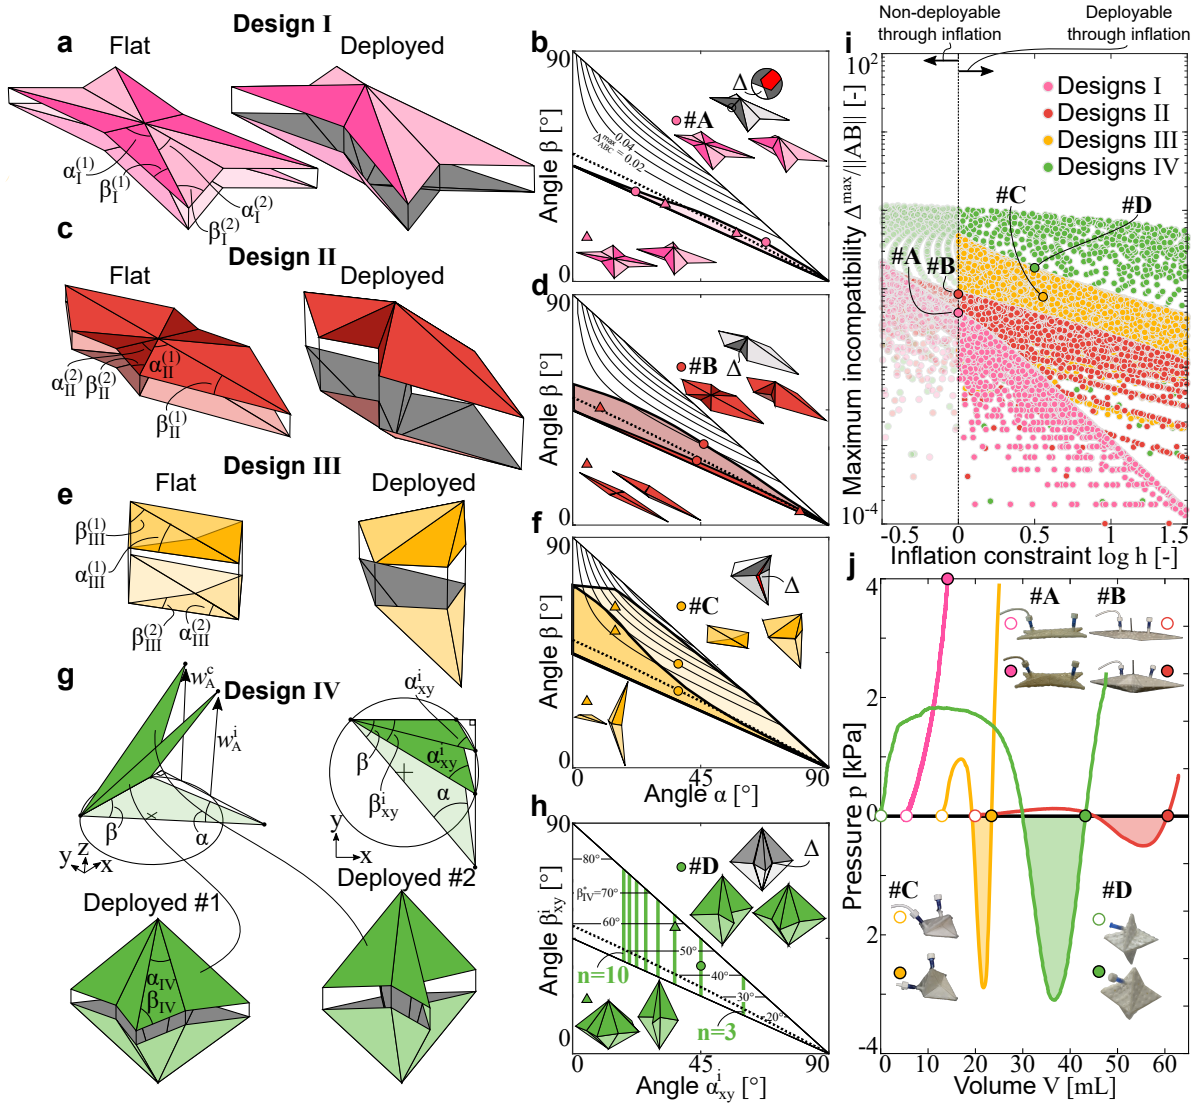 Design I
a
Flat
Deployed
α_I^(1)
β_I^(1)
α_I^(2)
β_I^(2)
c
Design II
Flat
Deployed
α_II^(1)
α_II^(2)
β_II^(2)
β_II^(1)
Design III
e
Flat
Deployed
β_III^(1)
α_III^(1)
β_III^(2)
α_III^(2)
g
Design IV
w_A^c
w_A^i
β
α
y
z
x
α_xy^i
β
α_xy^i
β_xy^i
α
y
x
Deployed #1
Deployed #2
α_IV
β_IV
b
90
Angle β [°]
0
Δ
#A
0.04
Δ_ABC^max = 0.02
d
90
Angle β [°]
0
#B
Δ
f
90
Angle β [°]
0
#C
Δ
0
45
90
Angle α [°]
h
90
Angle β_xy^i [°]
0
#D
Δ
80°
β_IV^*=70°
60°
50°
40°
30°
20°
n=10
n=3
0
45
90
Angle α_xy^i [°]
Non-deployable
through inflation
Deployable
through inflation
i
10^2
Maximum incompatibility Δ^max/||AB|| [-]
10^-4
Designs I
Designs II
Designs III
Designs IV
#C
#D
#A
#B
-0.5
0
0.5
1
1.5
Inflation constraint log h [-]
j
4
2
0
2
-4
Pressure p [kPa]
#A
#B
#C
#D
0
10
20
30
40
50
60
Volume V [mL]